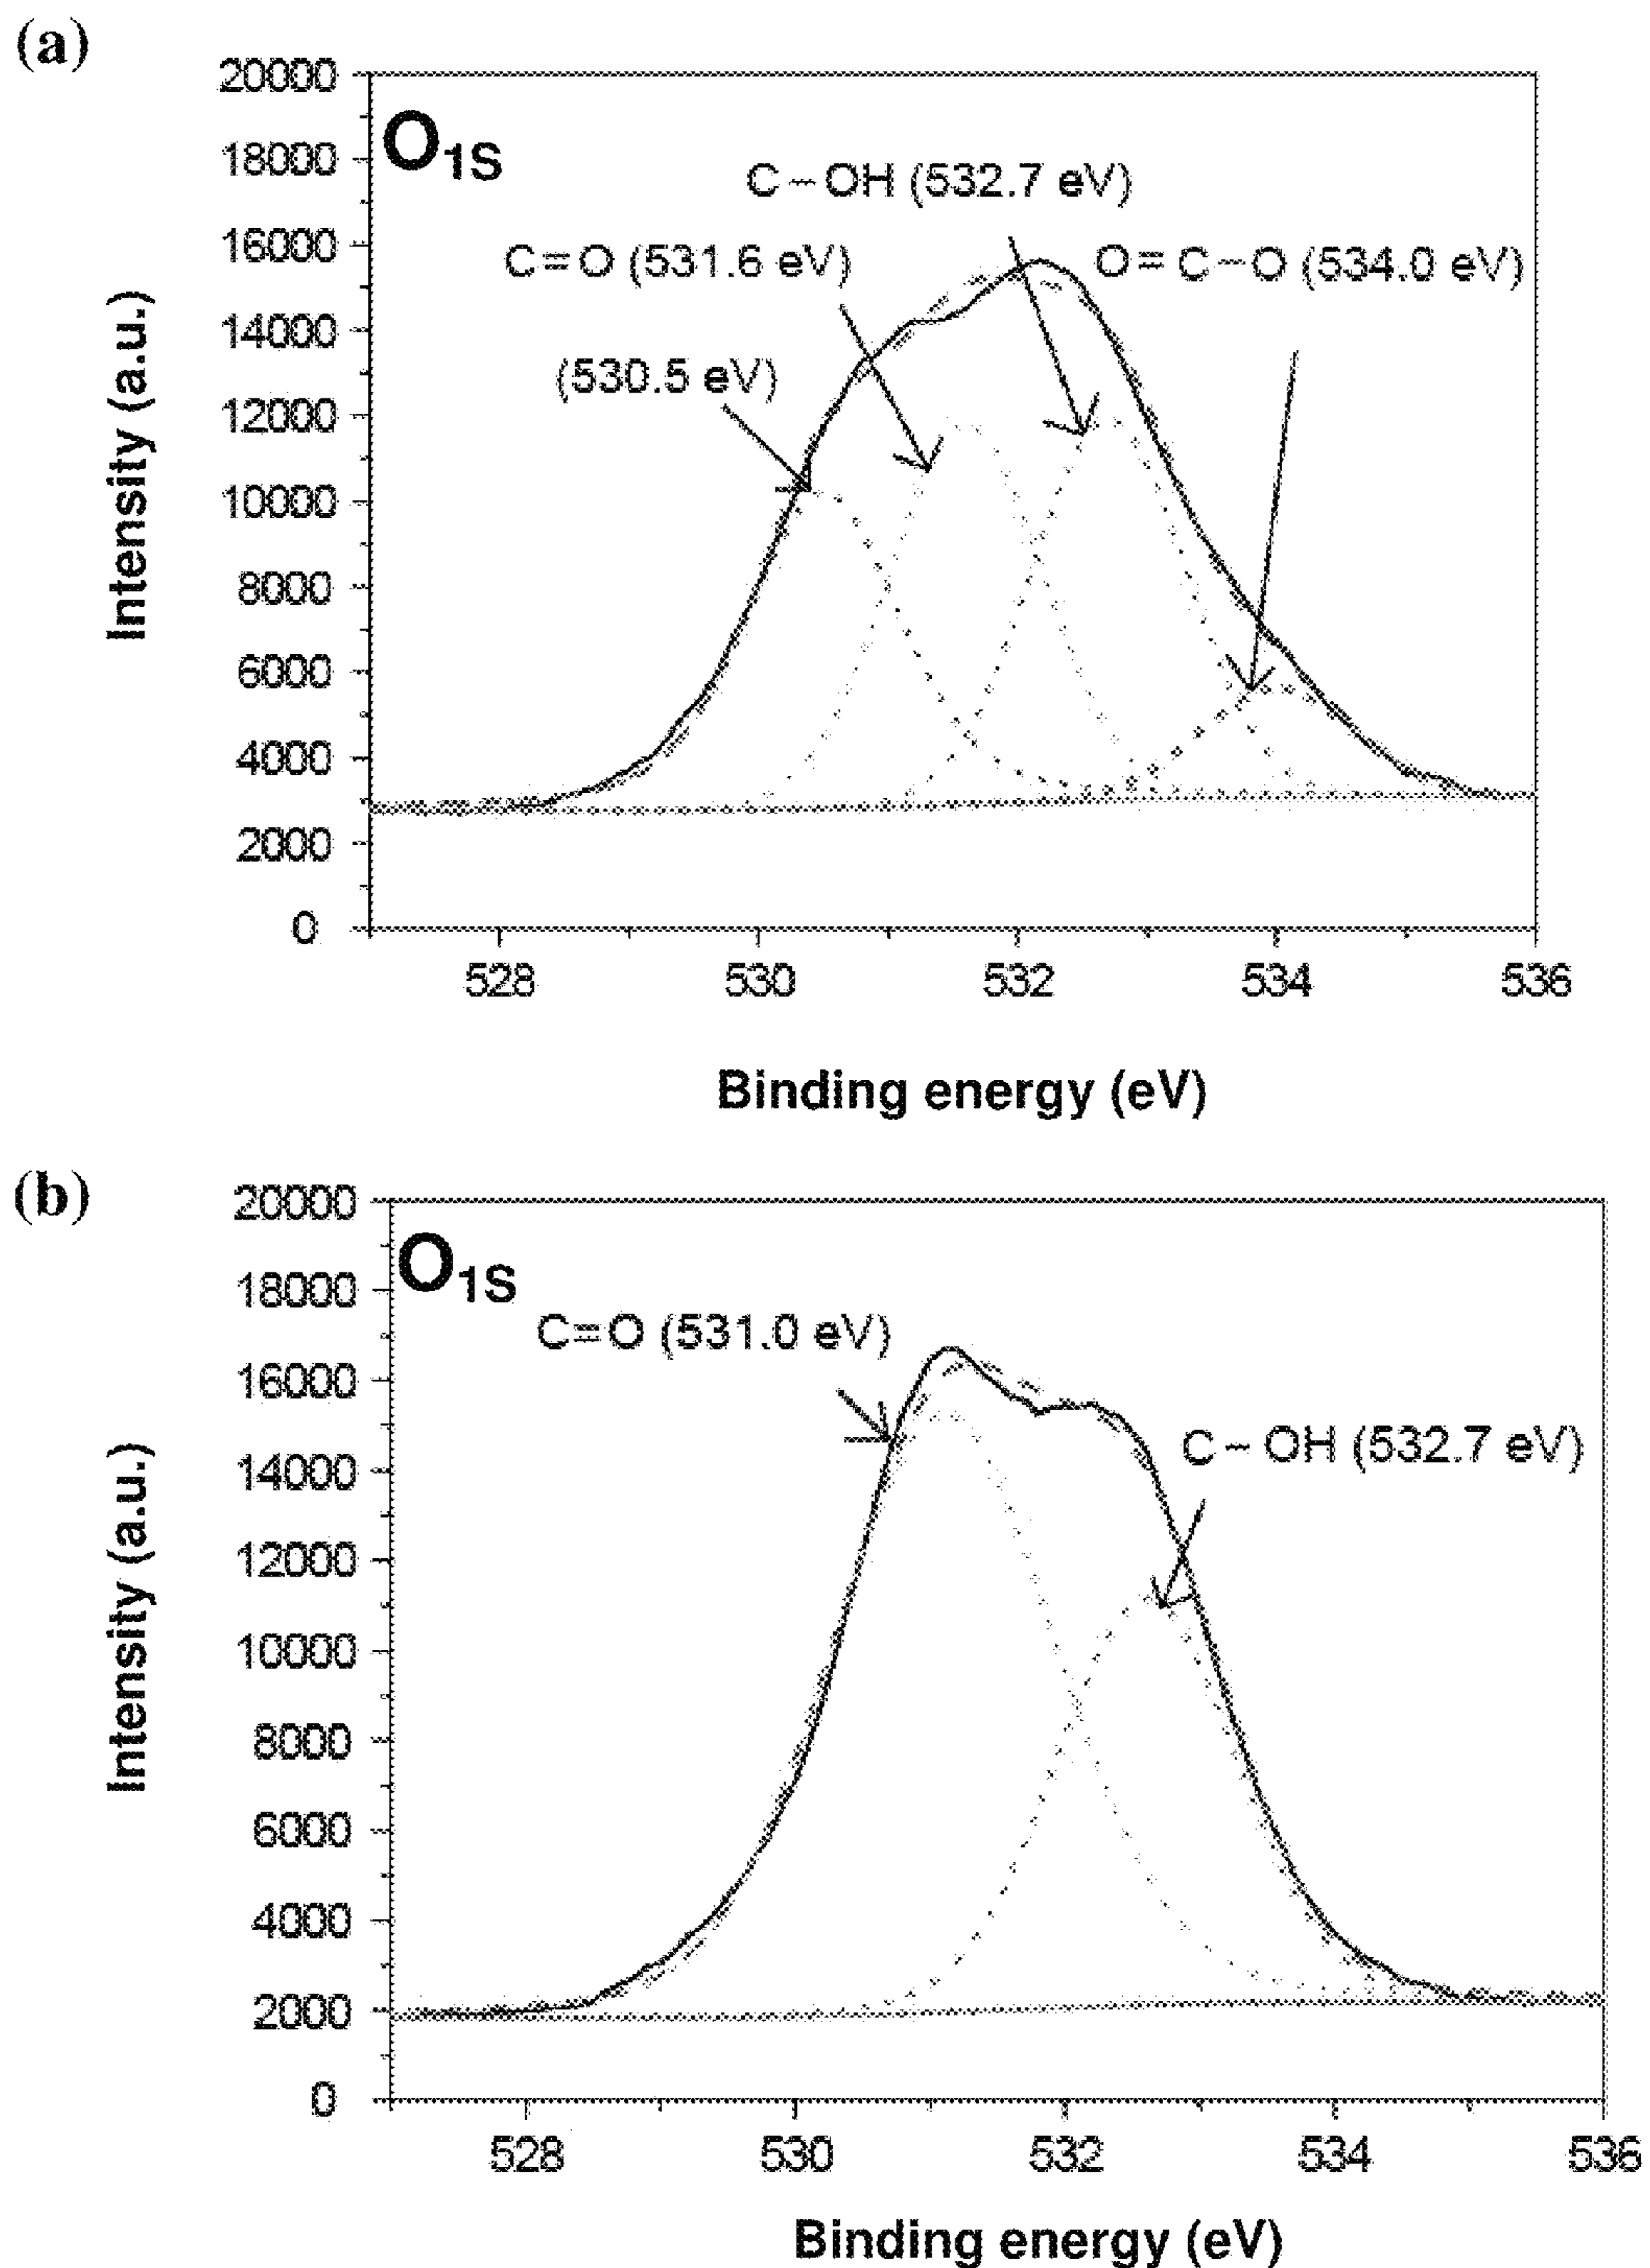 (a)
O1S
C-OH (532.7 eV)
C=O (531.6 eV)
O=C-O (534.0 eV)
(530.5 eV)
20000
18000
16000
14000
12000
10000
8000
6000
4000
2000
0
Intensity (a.u.)
528 530 532 534 536
Binding energy (eV)
(b)
O1S
C=O (531.0 eV)
C-OH (532.7 eV)
20000
18000
16000
14000
12000
10000
8000
6000
4000
2000
0
Intensity (a.u.)
528 530 532 534 536
Binding energy (eV)